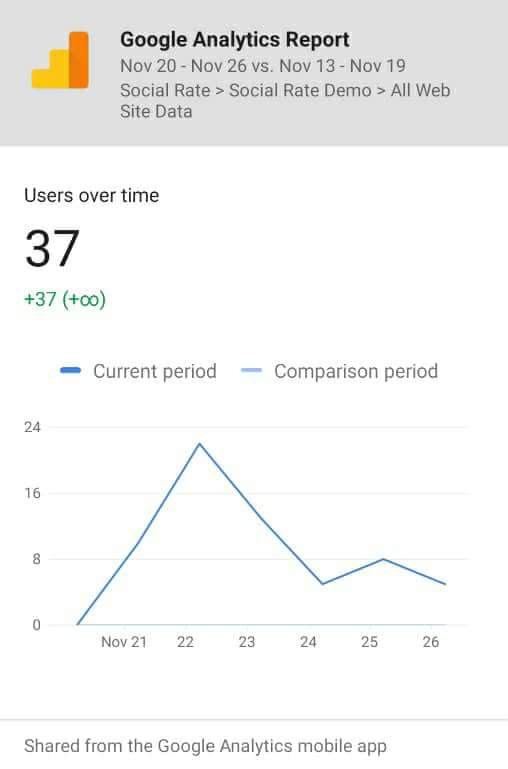 Google Analytics Report
Nov 20 - Nov 26 vs. Nov 13 - Nov 19
Social Rate > Social Rate Demo > All Web
Site Data
Users over time
37
+37 (+∞)
Current period Comparison period
24
16
8
0
Nov 21 22 23 24 25 26
Shared from the Google Analytics mobile app